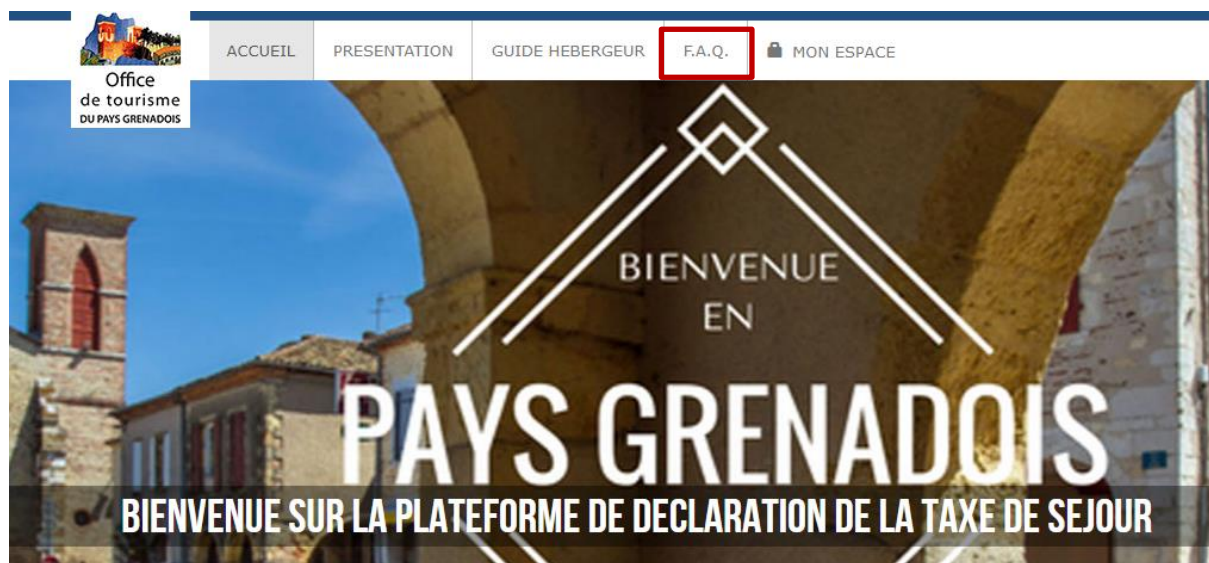 Office
de tourisme
DU PAYS GRENADOIS
ACCUEIL PRESENTATION GUIDE HEBERGEUR F.A.Q. MON ESPACE
BIENVENUE
EN
PAYS GRENADOIS
BIENVENUE SUR LA PLATEFORME DE DECLARATION DE LA TAXE DE SEJOUR